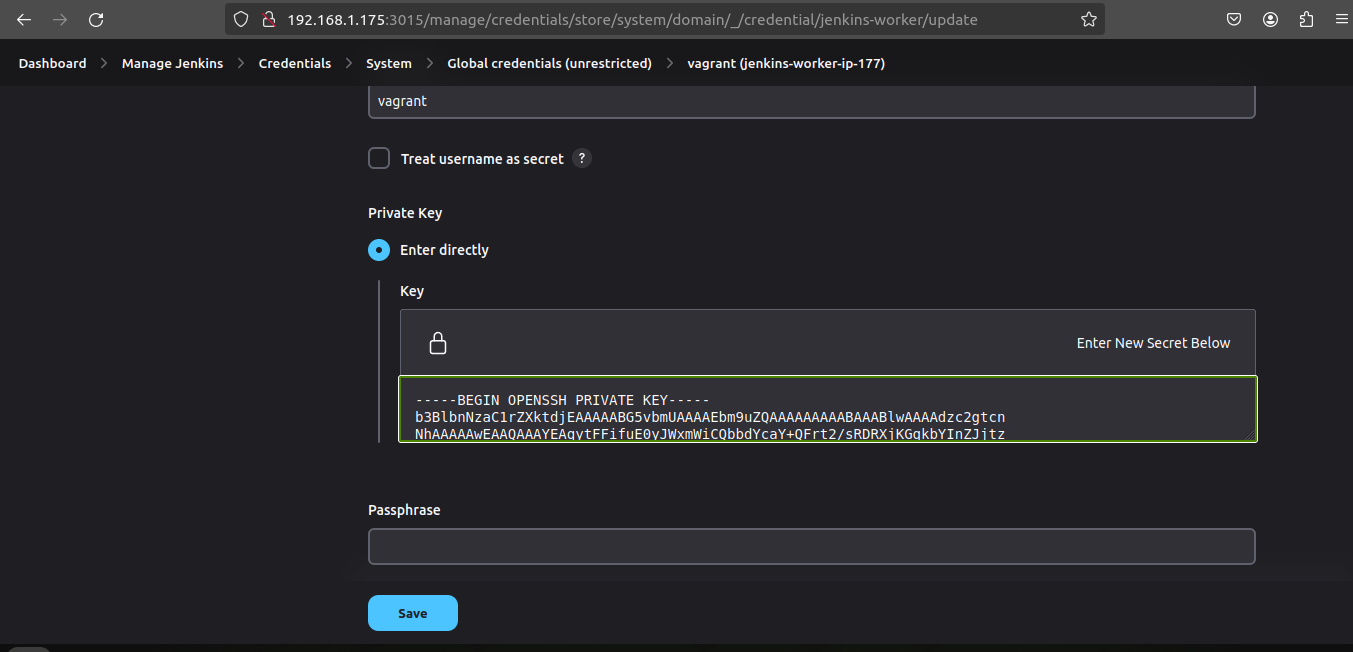 192.168.1.175:3015/manage/credentials/store/system/domain/_/credential/jenkins-worker/update
Dashboard > Manage Jenkins > Credentials > System > Global credentials (unrestricted) > vagrant (jenkins-worker-ip-177)
vagrant
Treat username as secret ?
Private Key
Enter directly
Key
Enter New Secret Below
-----BEGIN OPENSSH PRIVATE KEY-----
b3BlbnNzaC1rZXktdjEAAAAABG5vbmUAAAAEbm9uZQAAAAAAAAABAAABlwAAAAdzc2gtcn
NhAAAAAwEAAQAAAYEAqytFFifuE0yJWxmWiCQbbdYcaY+QFrt2/sRDRXjKGqkbYInZJjtz
Passphrase
Save